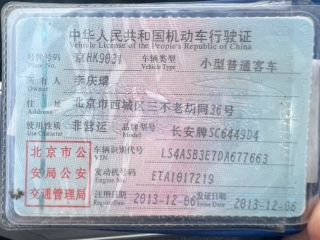 中华人民共和国机动车行驶证
Vehicle License of the People's Republic of China
号牌号码 京HK9031 车辆类型 小型普通客车
Plate No. Vehicle Type
所有人 李庆瑞
Owner
住址 北京市西城区三不老胡同36号
Address
使用性质 非营运 品牌型号 长安牌SC6449D4
Use Character Model
北京市公安局公安交通管理局
车辆识别代号 LS4ASB3E7DA677663
VIN
发动机号码 ETA1017219
Engine No.
注册日期 2013-12-06 发证日期 2013-12-06
Register Date Issue Date